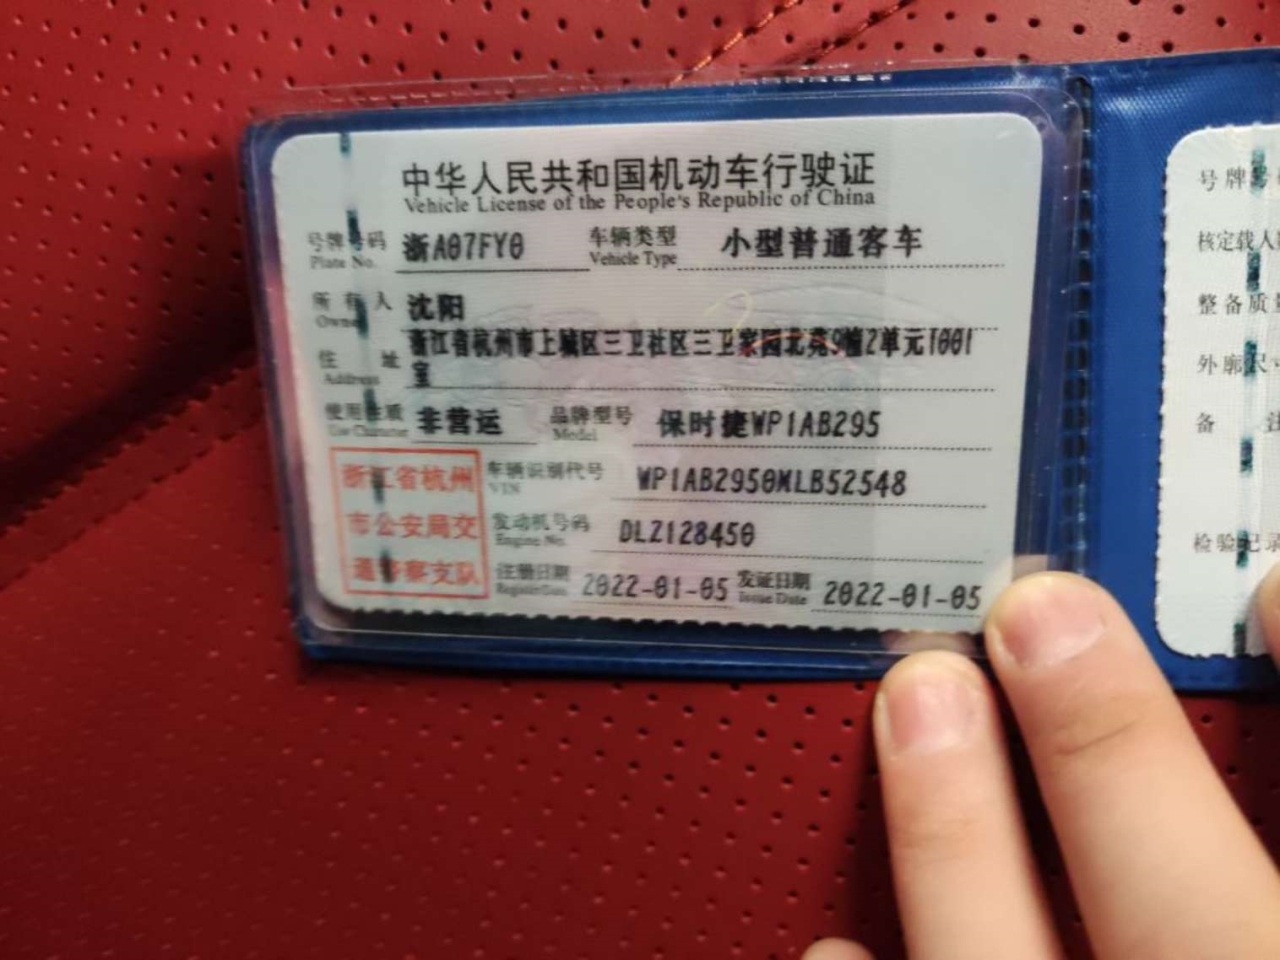 中华人民共和国机动车行驶证
Vehicle License of the People's Republic of China
号牌号码 浙A07FY0 车辆类型 小型普通客车
Plate No. Vehicle Type
所有人 沈阳
Owner
浙江省杭州市上城区三卫社区三卫家园北苑9幢2单元1001
住址 室
Address
使用性质 非营运 品牌型号 保时捷WP1AB295
Use Character Model
浙江省杭州
市公安局交
通警察支队
车辆识别代号 WP1AB2950MLB52548
VIN
发动机号码 DLZ128450
Engine No.
注册日期 2022-01-05 发证日期 2022-01-05
Register Date Issue Date
号牌号
核定载人
整备质
外廓尺寸
备
检验记录